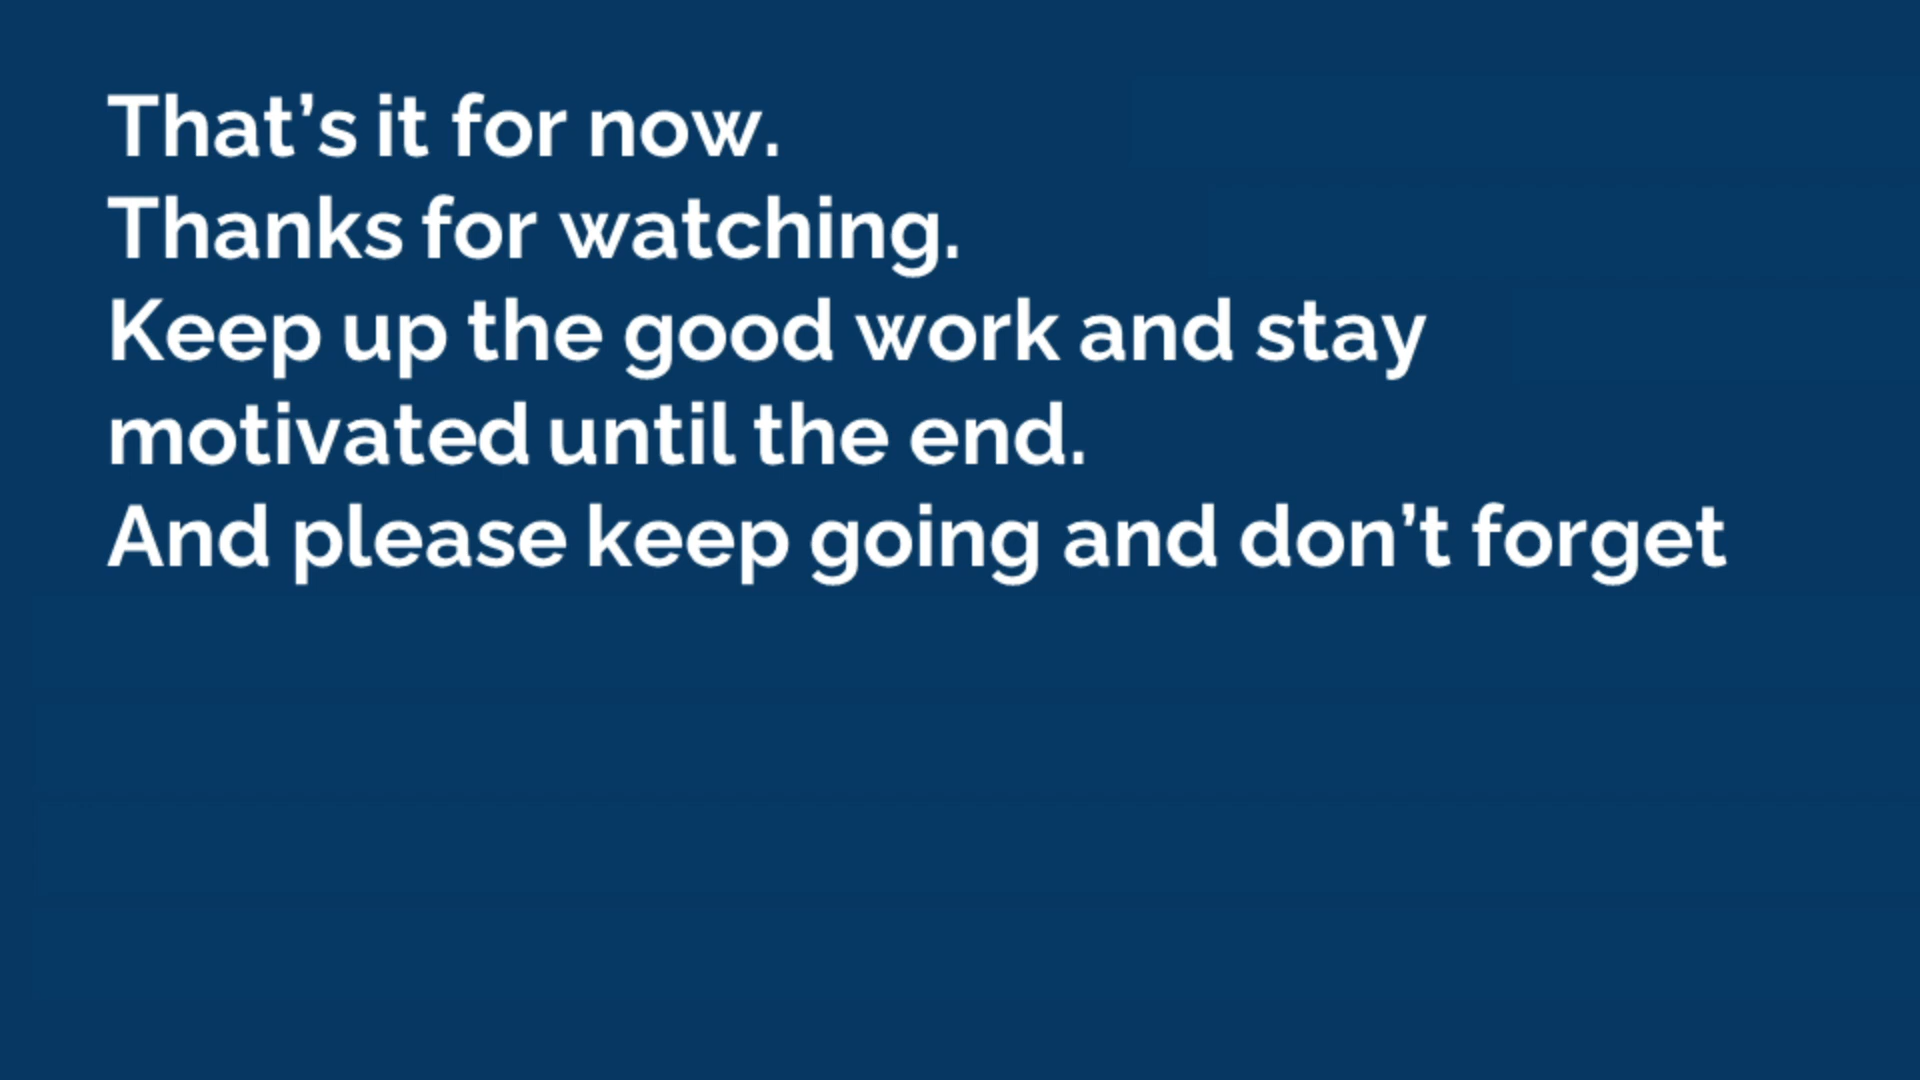 That’s it for now.
Thanks for watching.
Keep up the good work and stay
motivated until the end.
And please keep going and don’t forget